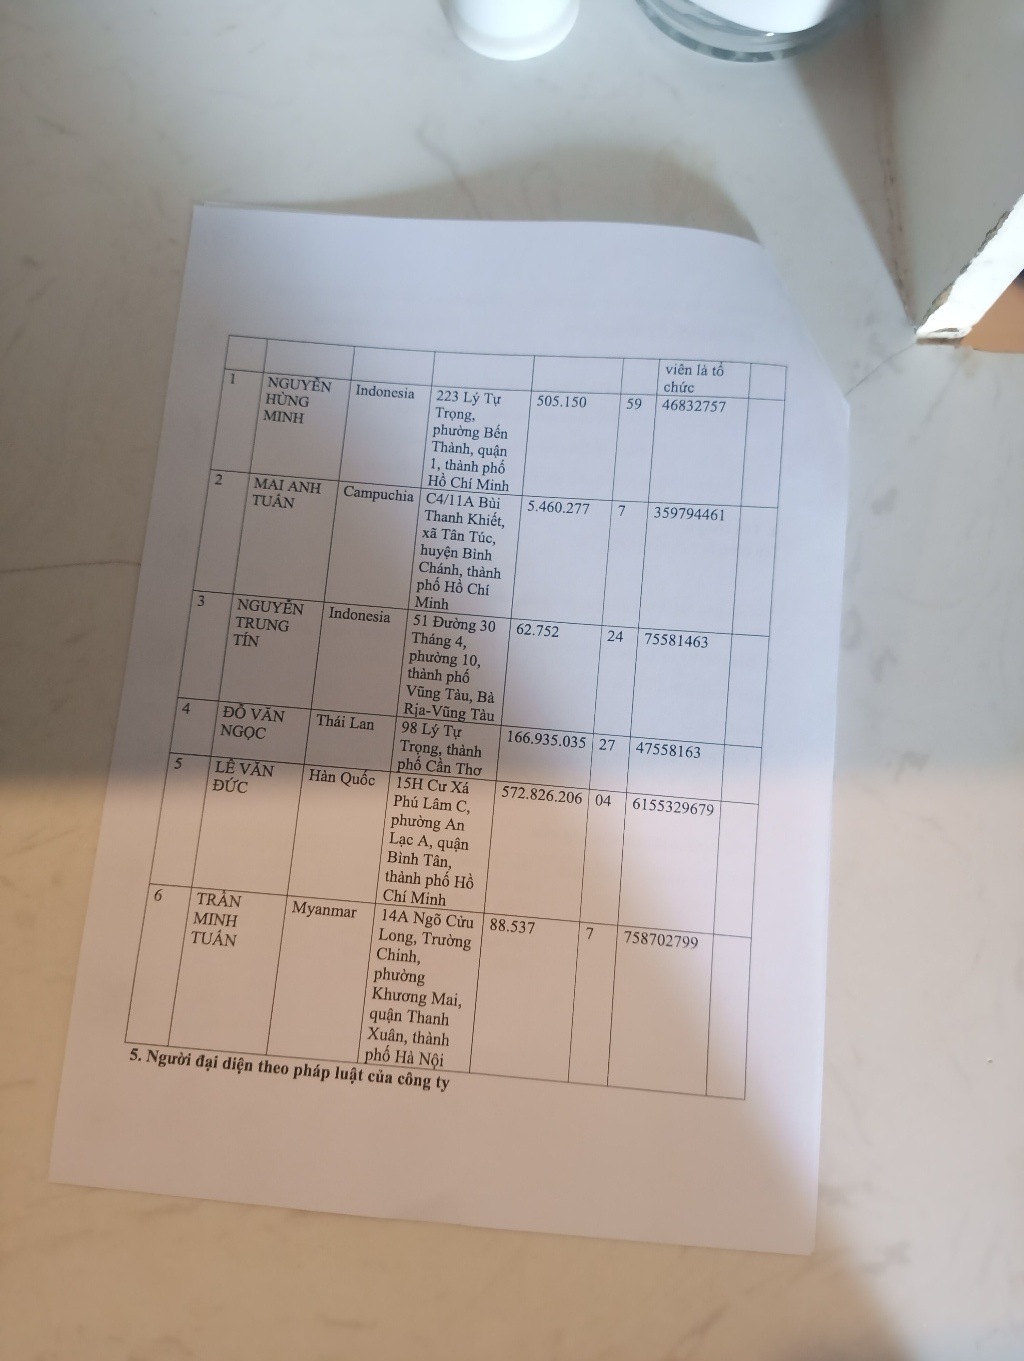 viên là tổ
chức
1 NGUYỄN Indonesia 223 Lý Tự 505.150 59 46832757
HÙNG Trọng,
MINH phường Bến
Thành, quận
1, thành phố
Hồ Chí Minh
2 MAI ANH Campuchia C4/11A Bùi 5.460.277 7 359794461
TUẤN Thanh Khiết,
xã Tân Túc,
huyện Bình
Chánh, thành
phố Hồ Chí
Minh
3 NGUYỄN Indonesia 51 Đường 30 62.752 24 75581463
TRUNG Tháng 4,
TÍN phường 10,
thành phố
Vũng Tàu, Bà
Rịa-Vũng Tàu
4 ĐỖ VĂN Thái Lan 98 Lý Tự 166.935.035 27 47558163
NGỌC Trọng, thành
phố Cần Thơ
5 LÊ VĂN Hàn Quốc 15H Cư Xá 572.826.206 04 6155329679
ĐỨC Phú Lâm C,
phường An
Lạc A, quận
Bình Tân,
thành phố Hồ
Chí Minh
6 TRẦN Myanmar 14A Ngõ Cửu 88.537 7 758702799
MINH Long, Trường
TUẤN Chinh,
phường
Khương Mai,
quận Thanh
Xuân, thành
phố Hà Nội
5. Người đại diện theo pháp luật của công ty